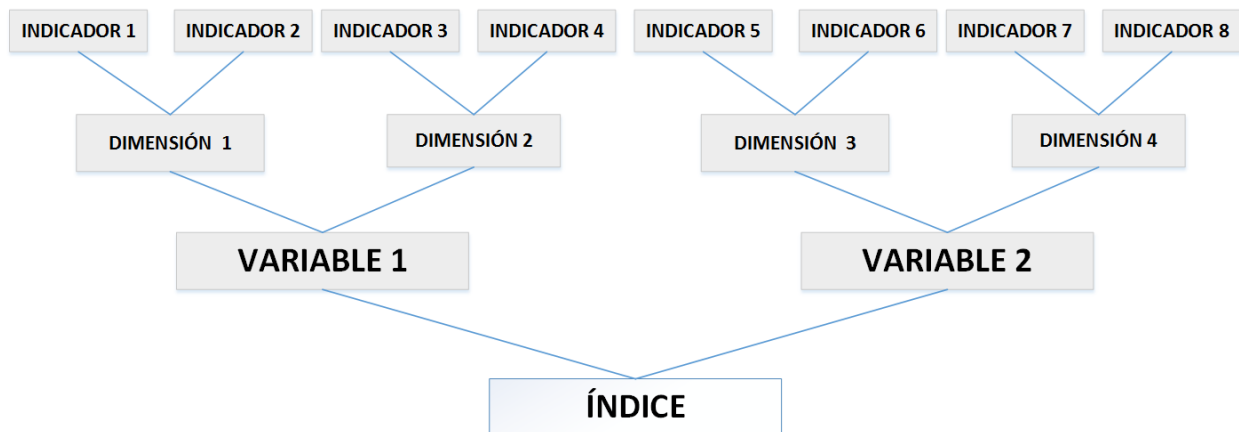 INDICADOR 1
INDICADOR 2
INDICADOR 3
INDICADOR 4
INDICADOR 5
INDICADOR 6
INDICADOR 7
INDICADOR 8
DIMENSIÓN 1
DIMENSIÓN 2
DIMENSIÓN 3
DIMENSIÓN 4
VARIABLE 1
VARIABLE 2
ÍNDICE